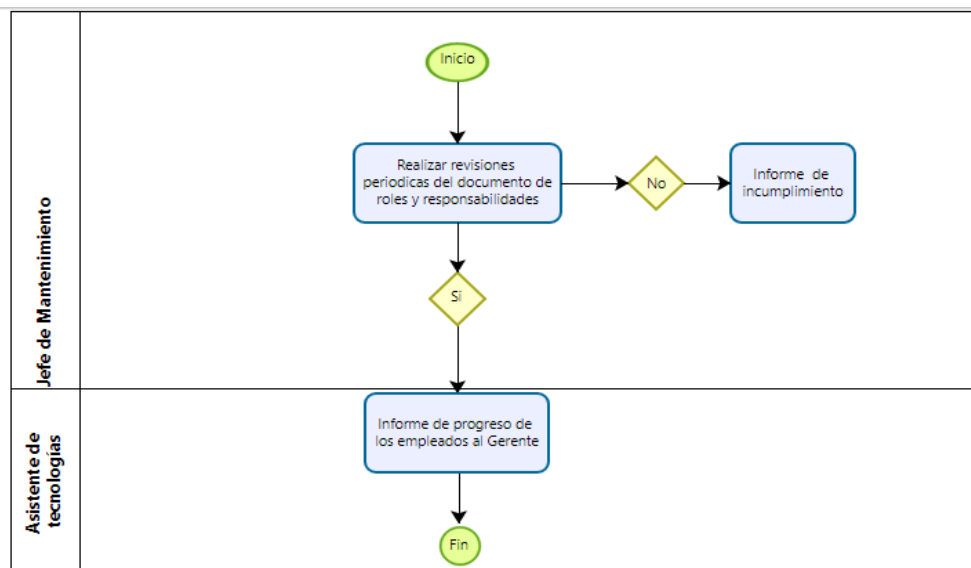 Jefe de Mantenimiento
Inicio
Realizar revisiones
periodicas del documento de
roles y responsabilidades
No
Informe de
incumplimiento
Si
Asistente de
tecnologías
Informe de progreso de
los empleados al Gerente
Fin